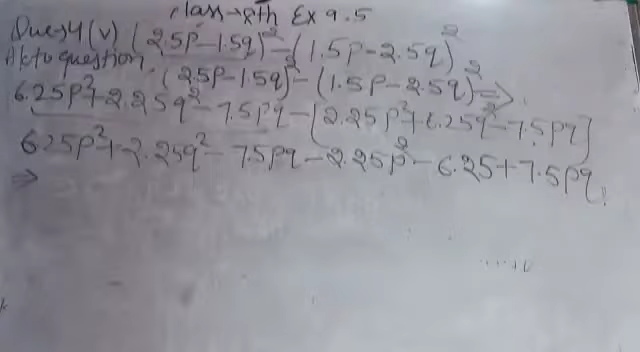 class→8th Ex 9.5
Que→4(v) (2.5p-1.5q)²-(1.5p-2.5q)²
A.k to question (2.5p-1.5q)²-(1.5p-2.5q)²=>
6.25p²+2.25q²-7.5pq-[2.25p²+6.25q²-7.5pq]
6.25p²+2.25q²-7.5pq-2.25p²-6.25+7.5pq
=>